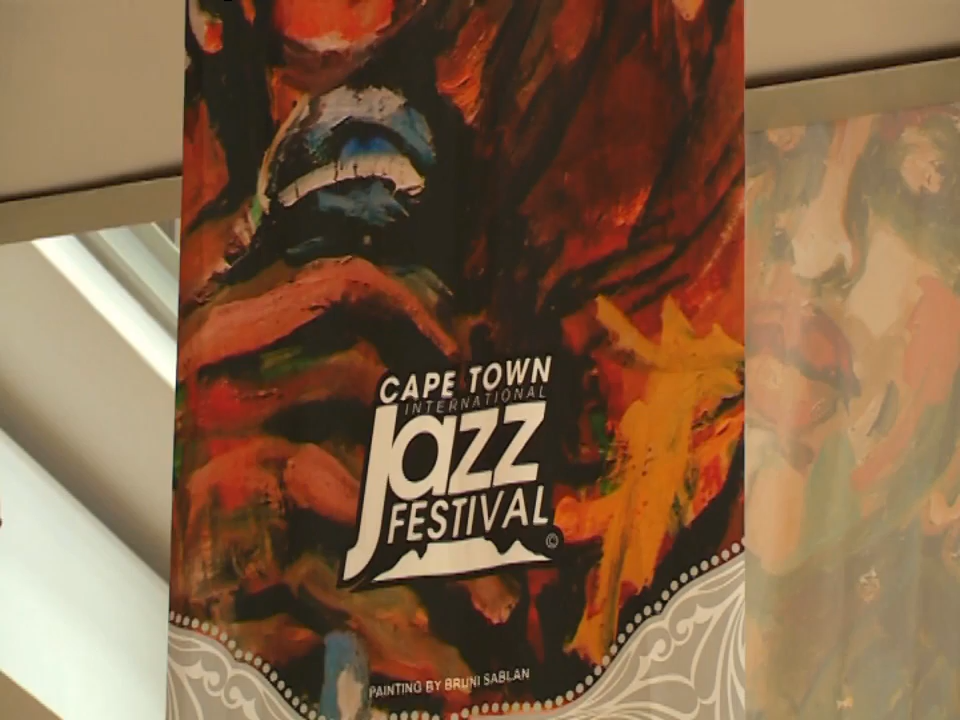 CAPE TOWN
INTERNATIONAL
jazz
FESTIVAL
©
PAINTING BY BRUNI SABLAN